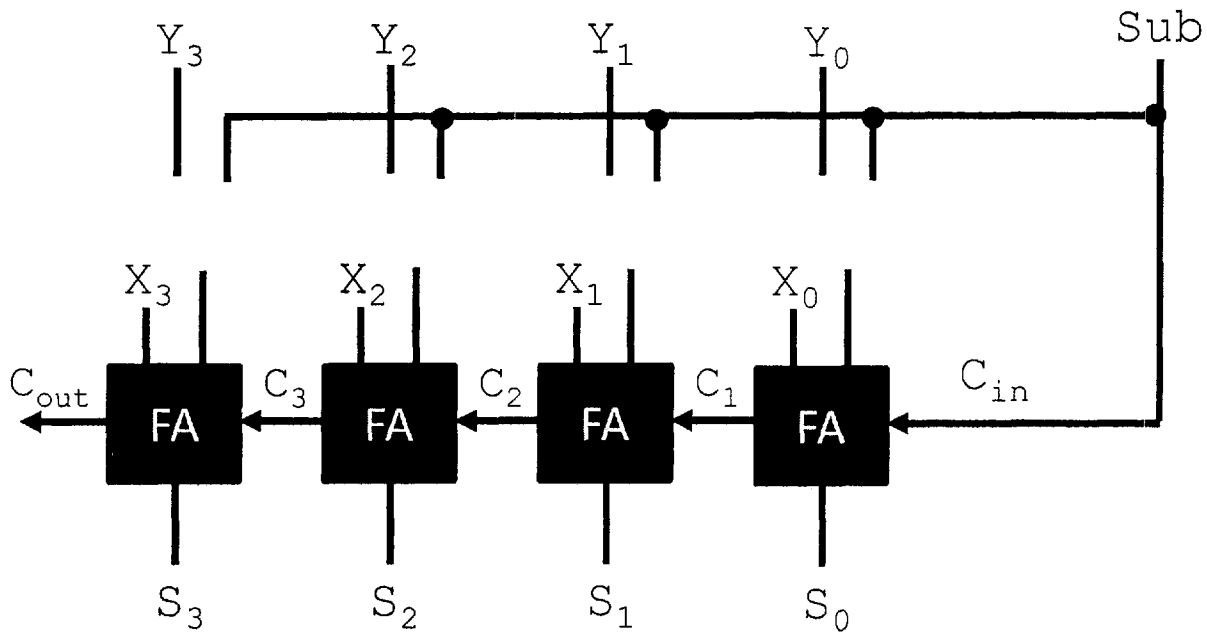 Y3 Y2 Y1 Y0 Sub
X3 X2 X1 X0
Cout C3 C2 C1 Cin
FA FA FA FA
S3 S2 S1 S0